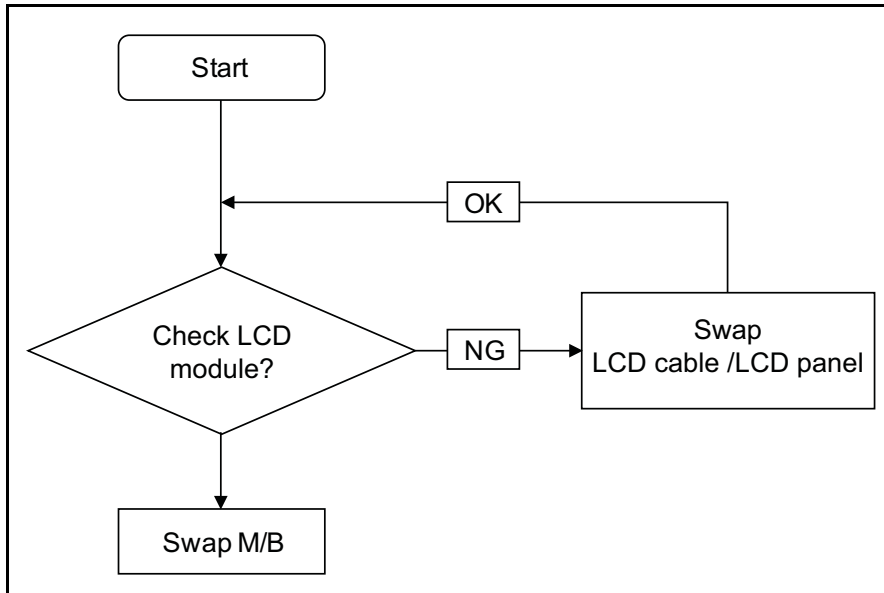 Start
OK
Check LCD
module?
NG
Swap
LCD cable /LCD panel
Swap M/B